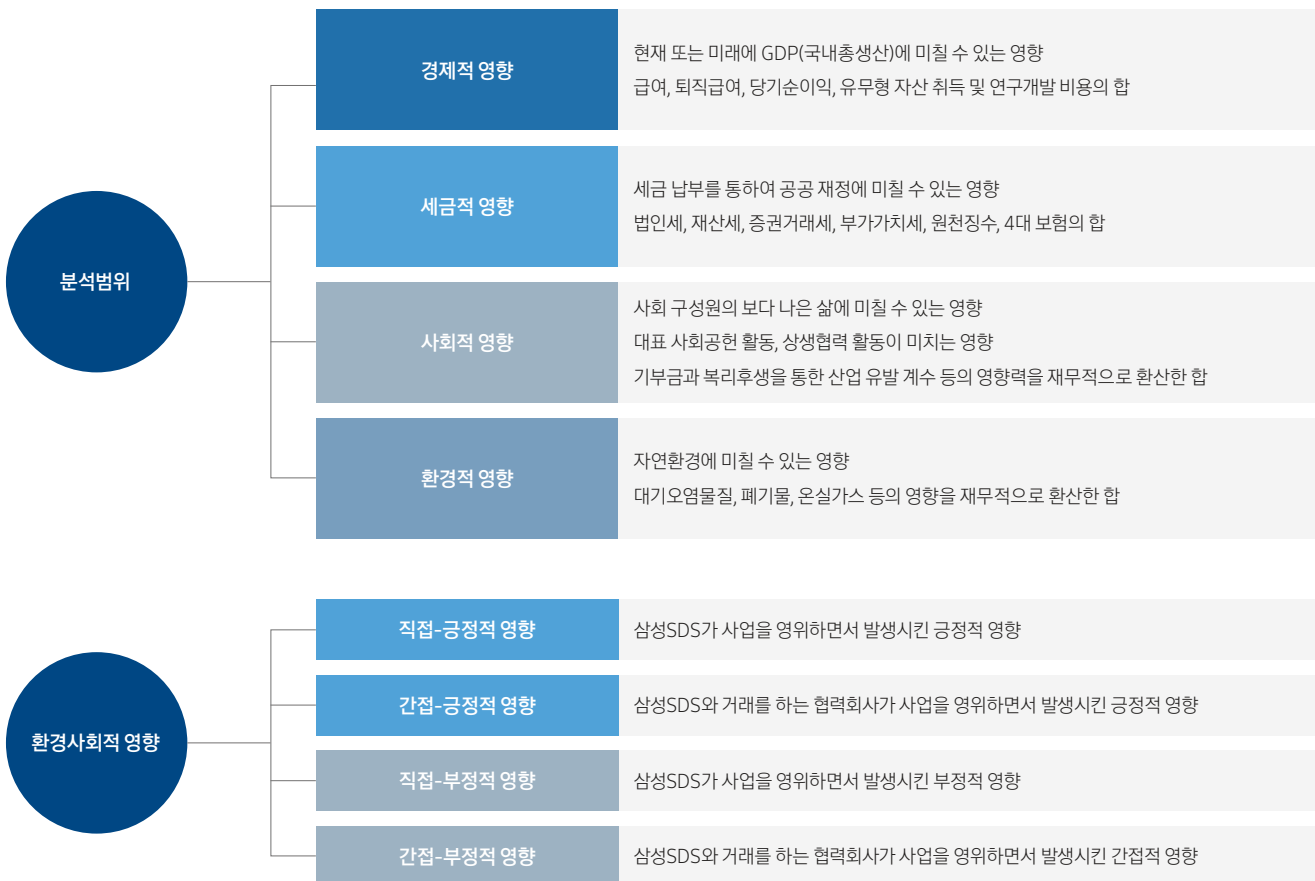 분석범위
경제적 영향
현재 또는 미래에 GDP(국내총생산)에 미칠 수 있는 영향
급여, 퇴직급여, 당기순이익, 유무형 자산 취득 및 연구개발 비용의 합
세금적 영향
세금 납부를 통하여 공공 재정에 미칠 수 있는 영향
법인세, 재산세, 증권거래세, 부가가치세, 원천징수, 4대 보험의 합
사회적 영향
사회 구성원의 보다 나은 삶에 미칠 수 있는 영향
대표 사회공헌 활동, 상생협력 활동이 미치는 영향
기부금과 복리후생을 통한 산업 유발 계수 등의 영향력을 재무적으로 환산한 합
환경적 영향
자연환경에 미칠 수 있는 영향
대기오염물질, 폐기물, 온실가스 등의 영향을 재무적으로 환산한 합
환경사회적 영향
직접-긍정적 영향
삼성SDS가 사업을 영위하면서 발생시킨 긍정적 영향
간접-긍정적 영향
삼성SDS와 거래를 하는 협력회사가 사업을 영위하면서 발생시킨 긍정적 영향
직접-부정적 영향
삼성SDS가 사업을 영위하면서 발생시킨 부정적 영향
간접-부정적 영향
삼성SDS와 거래를 하는 협력회사가 사업을 영위하면서 발생시킨 간접적 영향